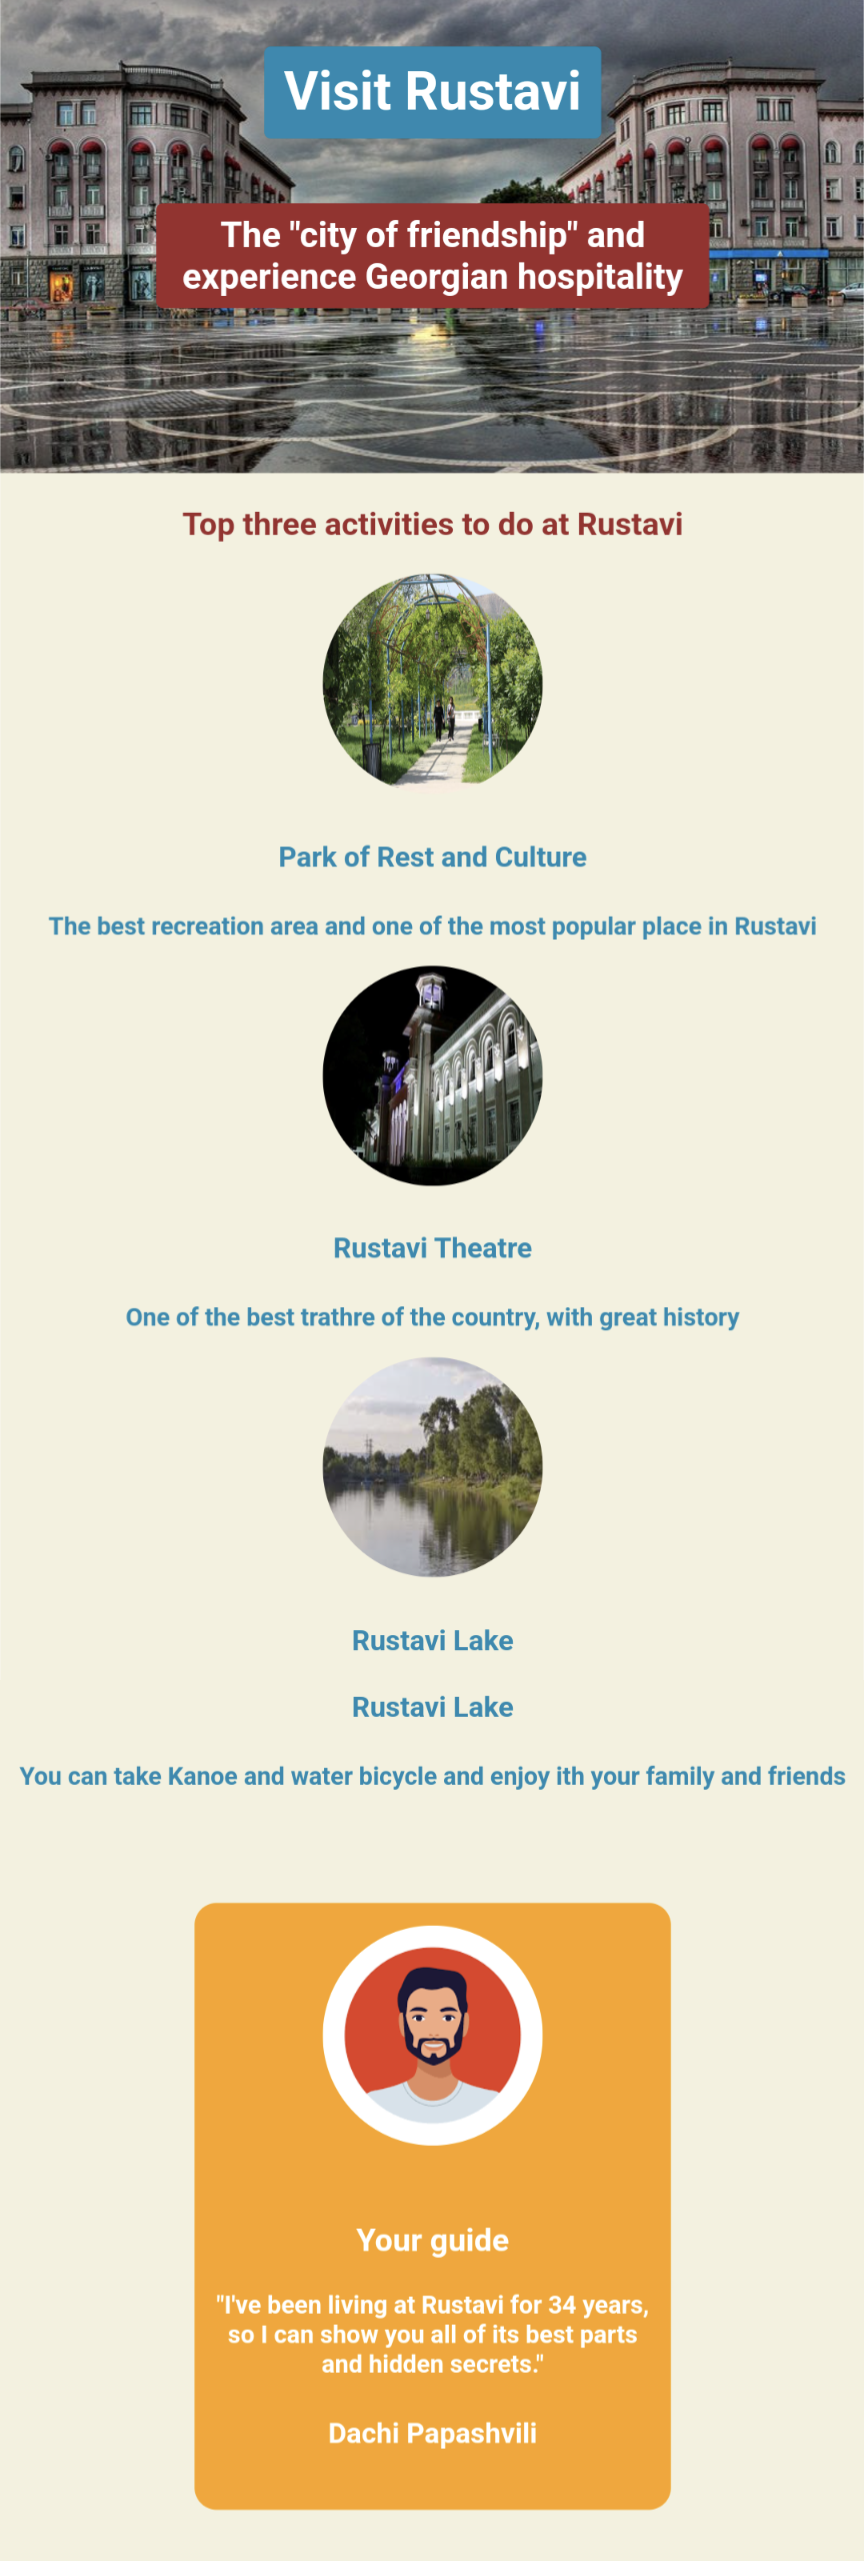 Visit Rustavi
The "city of friendship" and
experience Georgian hospitality
Top three activities to do at Rustavi
Park of Rest and Culture
The best recreation area and one of the most popular place in Rustavi
Rustavi Theatre
One of the best trathre of the country, with great history
Rustavi Lake
Rustavi Lake
You can take Kanoe and water bicycle and enjoy ith your family and friends
Your guide
"I've been living at Rustavi for 34 years,
so I can show you all of its best parts
and hidden secrets."
Dachi Papashvili